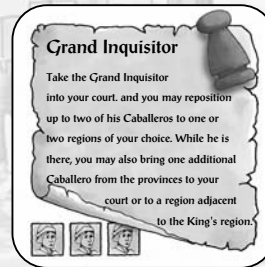 Grand Inquisitor
Take the Grand Inquisitor
into your court. and you may reposition
up to two of his Caballeros to one or
two regions of your choice. While he is
there, you may also bring one additional
Caballero from the provinces to your
court or to a region adjacent
to the King's region.